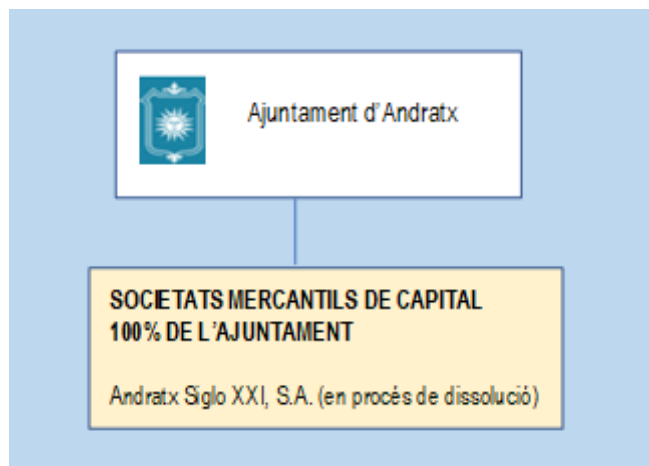 Ajuntament d'Andratx
SOCIETATS MERCANTILS DE CAPITAL
100% DE L'AJUNTAMENT
Andratx Siglo XXI, S.A. (en procés de dissolució)